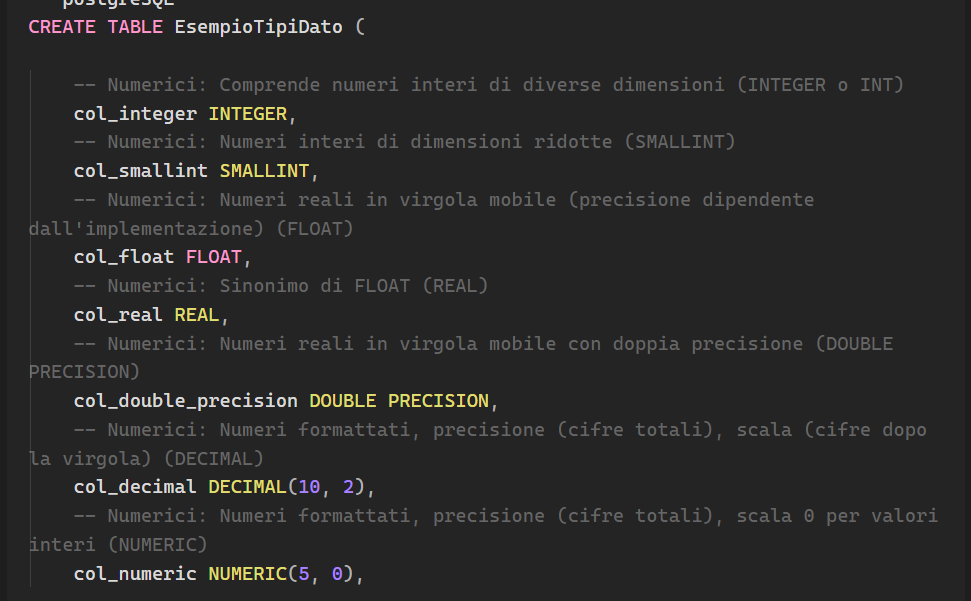 postgreSQL
CREATE TABLE EsempioTipiDato (
-- Numerici: Comprende numeri interi di diverse dimensioni (INTEGER o INT)
col_integer INTEGER,
-- Numerici: Numeri interi di dimensioni ridotte (SMALLINT)
col_smallint SMALLINT,
-- Numerici: Numeri reali in virgola mobile (precisione dipendente
dall'implementazione) (FLOAT)
col_float FLOAT,
-- Numerici: Sinonimo di FLOAT (REAL)
col_real REAL,
-- Numerici: Numeri reali in virgola mobile con doppia precisione (DOUBLE
PRECISION)
col_double_precision DOUBLE PRECISION,
-- Numerici: Numeri formattati, precisione (cifre totali), scala (cifre dopo
la virgola) (DECIMAL)
col_decimal DECIMAL(10, 2),
-- Numerici: Numeri formattati, precisione (cifre totali), scala 0 per valori
interi (NUMERIC)
col_numeric NUMERIC(5, 0),